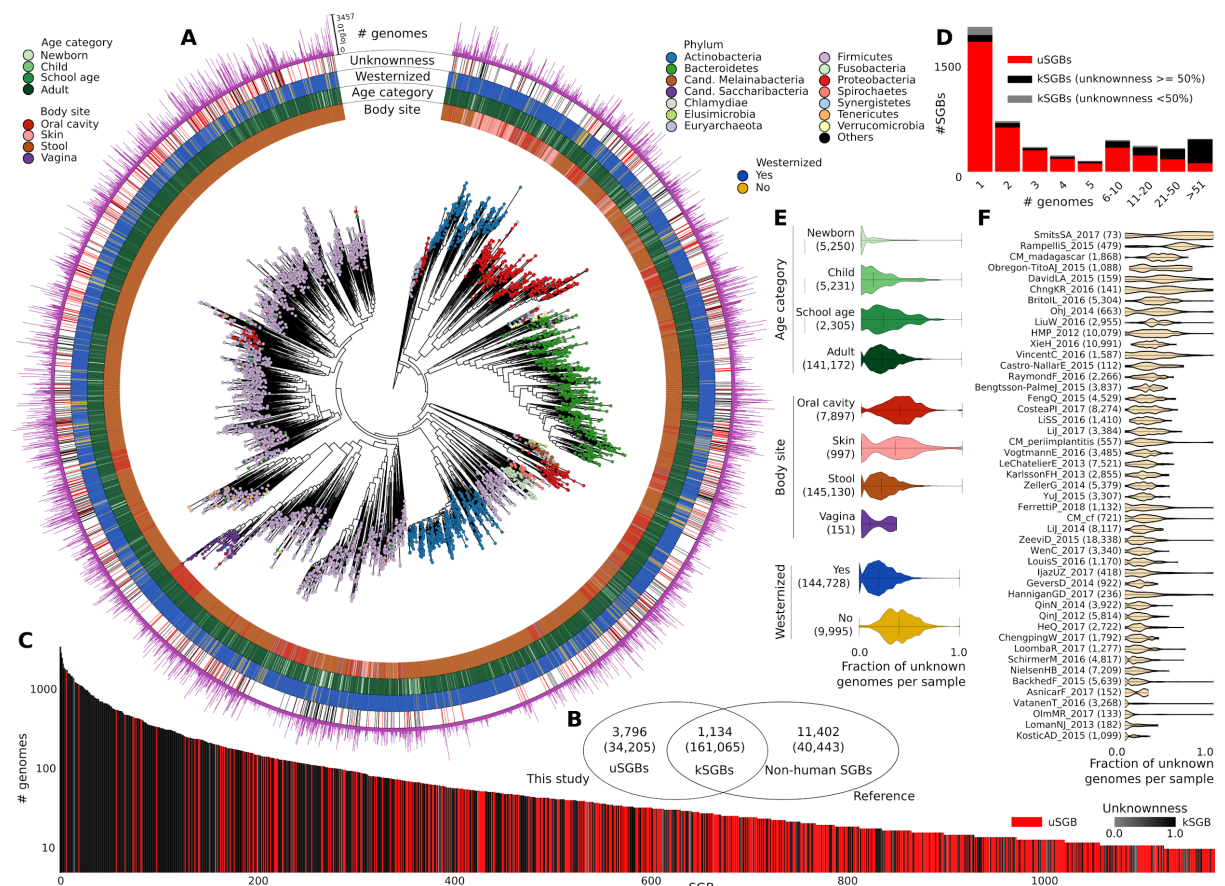 A
3457
log10
0
# genomes
Unknownness
Westernized
Age category
Body site
Age category
Newborn
Child
School age
Adult
Body site
Oral cavity
Skin
Stool
Vagina
Phylum
Actinobacteria
Bacteroidetes
Cand. Melainabacteria
Cand. Saccharibacteria
Chlamydiae
Elusimicrobia
Euryarchaeota
Firmicutes
Fusobacteria
Proteobacteria
Spirochaetes
Synergistetes
Tenericutes
Verrucomicrobia
Others
Westernized
Yes
No
D
1500
0
#SGBs
uSGBs
kSGBs (unknownness >= 50%)
kSGBs (unknownness <50%)
1
2
3
4
5
6-10
11-20
21-50
>51
# genomes
E
Age category
Newborn
(5,250)
Child
(5,231)
School age
(2,305)
Adult
(141,172)
Body site
Oral cavity
(7,897)
Skin
(997)
Stool
(145,130)
Vagina
(151)
Westernized
Yes
(144,728)
No
(9,995)
0.0
1.0
Fraction of unknown
genomes per sample
F
SmitsSA_2017 (73)
RampelliS_2015 (479)
CM_madagascar (1,868)
Obregon-TitoAJ_2015 (1,088)
DavidLA_2015 (159)
ChngKR_2016 (141)
BritoIL_2016 (5,304)
OhJ_2014 (663)
LiuW_2016 (2,955)
HMP_2012 (10,079)
XieH_2016 (10,991)
VincentC_2016 (1,587)
Castro-NallarE_2015 (112)
RaymondF_2016 (2,266)
Bengtsson-PalmeJ_2015 (3,837)
FengQ_2015 (4,529)
CosteaPI_2017 (8,274)
LiSS_2016 (1,410)
LiJ_2017 (3,384)
CM_periimplantitis (557)
VogtmannE_2016 (3,485)
LeChatelierE_2013 (7,521)
KarlssonFH_2013 (2,855)
ZellerG_2014 (5,379)
YuJ_2015 (3,307)
FerrettiP_2018 (1,132)
CM_cf (721)
LiJ_2014 (8,117)
ZeeviD_2015 (18,338)
WenC_2017 (3,340)
LouisS_2016 (1,170)
IjazUZ_2017 (418)
GeversD_2014 (922)
HanniganGD_2017 (236)
QinN_2014 (3,922)
QinJ_2012 (5,814)
HeQ_2017 (2,722)
ChengpingW_2017 (1,792)
LoombaR_2017 (1,277)
SchirmerM_2016 (4,817)
NielsenHB_2014 (7,209)
BackhedF_2015 (5,639)
AsnicarF_2017 (152)
VatanenT_2016 (3,268)
OlmMR_2017 (133)
LomanNJ_2013 (182)
KosticAD_2015 (1,099)
0.0
1.0
Fraction of unknown
genomes per sample
B
3,796
(34,205)
uSGBs
1,134
(161,065)
kSGBs
11,402
(40,443)
Non-human SGBs
This study
Reference
C
# genomes
1000
100
10
0
200
400
600
800
1000
uSGB
Unknownness
kSGB
0.0
1.0